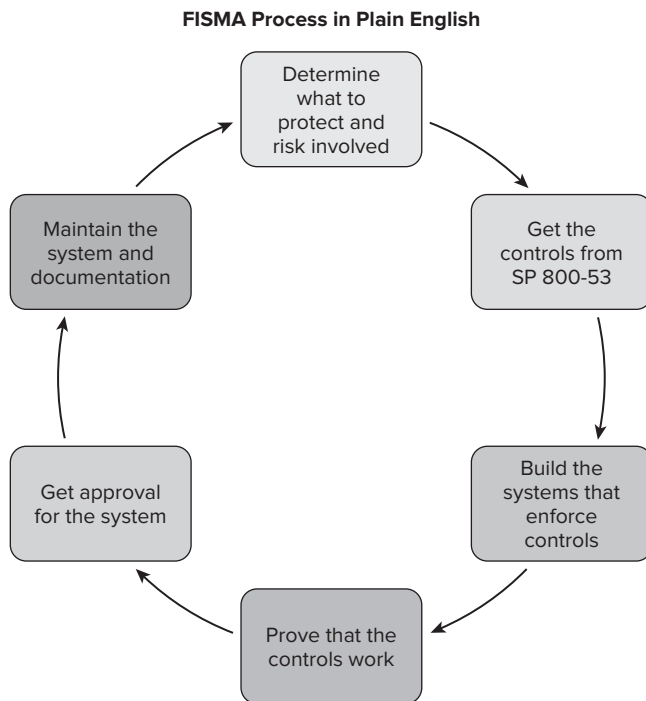 FISMA Process in Plain English
Determine
what to
protect and
risk involved
Get the
controls from
SP 800-53
Build the
systems that
enforce
controls
Prove that the
controls work
Get approval
for the system
Maintain the
system and
documentation